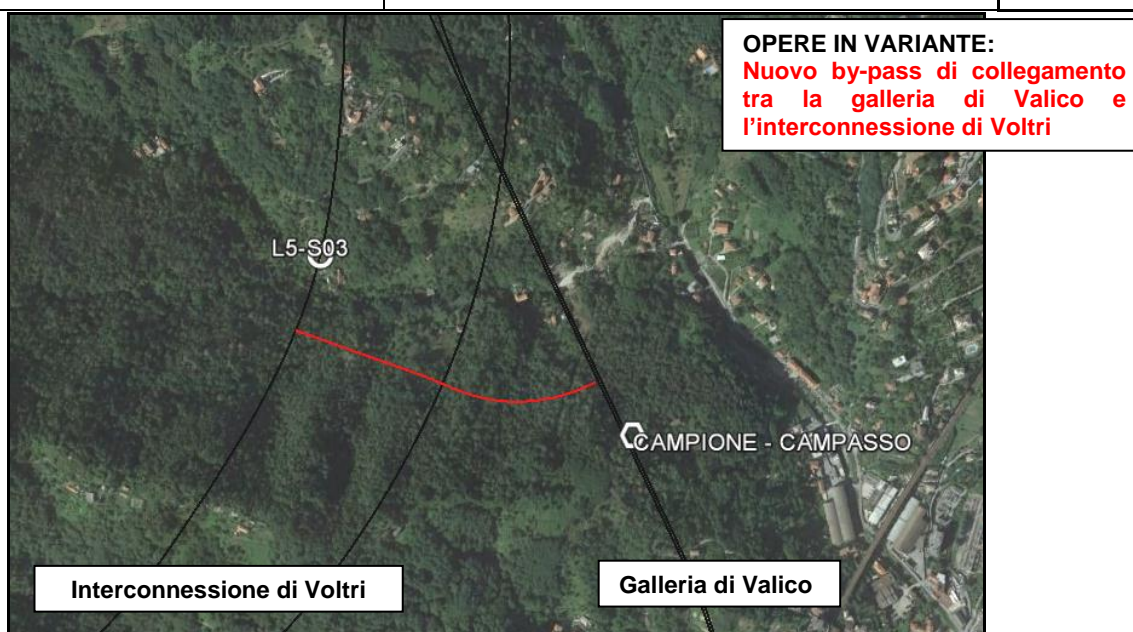 OPERE IN VARIANTE:
Nuovo by-pass di collegamento
tra la galleria di Valico e
l'interconnessione di Voltri
L5-S03
CAMPIONE - CAMPASSO
Interconnessione di Voltri
Galleria di Valico